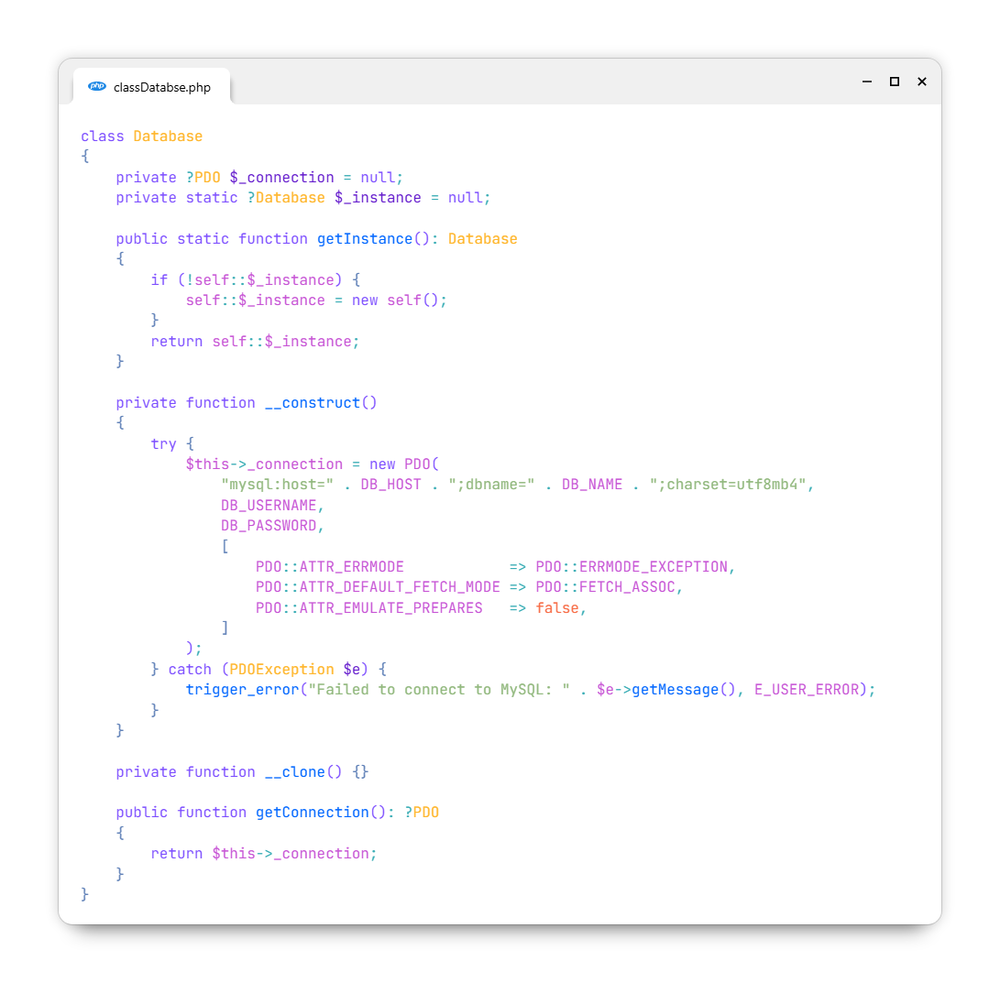 php classDatabse.php
class Database
{
    private ?PDO $_connection = null;
    private static ?Database $_instance = null;

    public static function getInstance(): Database
    {
        if (!self::$_instance) {
            self::$_instance = new self();
        }
        return self::$_instance;
    }

    private function __construct()
    {
        try {
            $this->_connection = new PDO(
                "mysql:host=" . DB_HOST . ";dbname=" . DB_NAME . ";charset=utf8mb4",
                DB_USERNAME,
                DB_PASSWORD,
                [
                    PDO::ATTR_ERRMODE            => PDO::ERRMODE_EXCEPTION,
                    PDO::ATTR_DEFAULT_FETCH_MODE => PDO::FETCH_ASSOC,
                    PDO::ATTR_EMULATE_PREPARES   => false,
                ]
            );
        } catch (PDOException $e) {
            trigger_error("Failed to connect to MySQL: " . $e->getMessage(), E_USER_ERROR);
        }
    }

    private function __clone() {}

    public function getConnection(): ?PDO
    {
        return $this->_connection;
    }
}